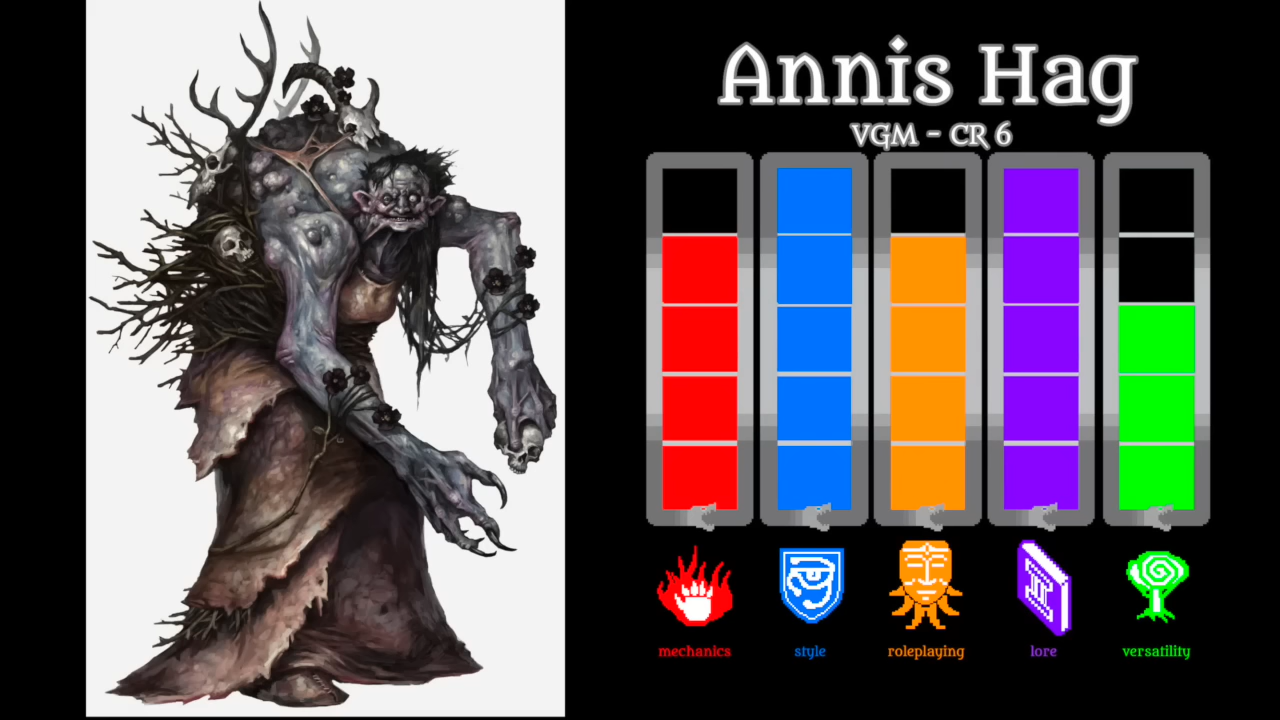 Annis Hag
VGM - CR 6
mechanics
style
roleplaying
lore
versatility